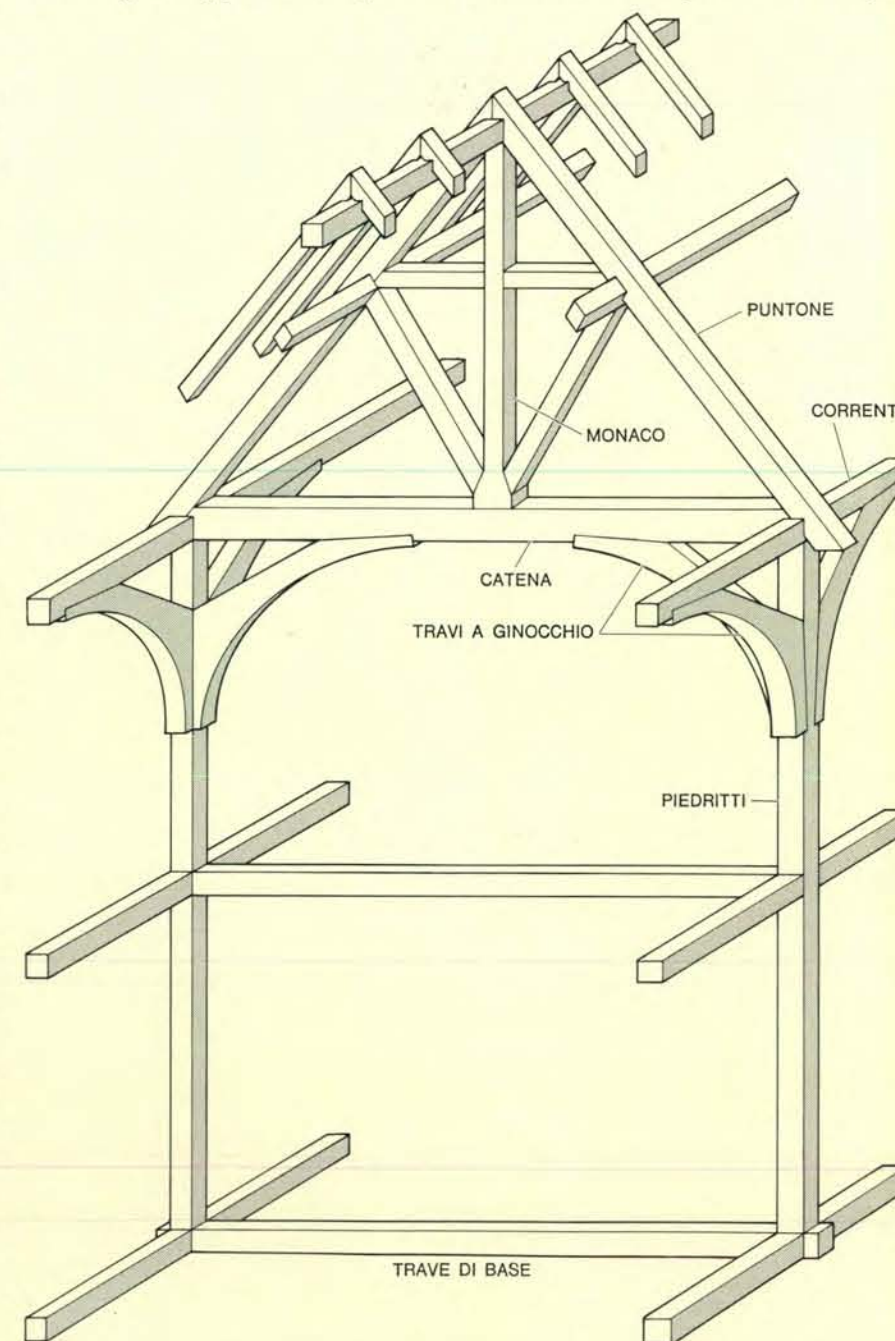 PUNTONE
CORRENT
MONACO
CATENA
TRAVI A GINOCCHIO
PIEDRITTI
TRAVE DI BASE